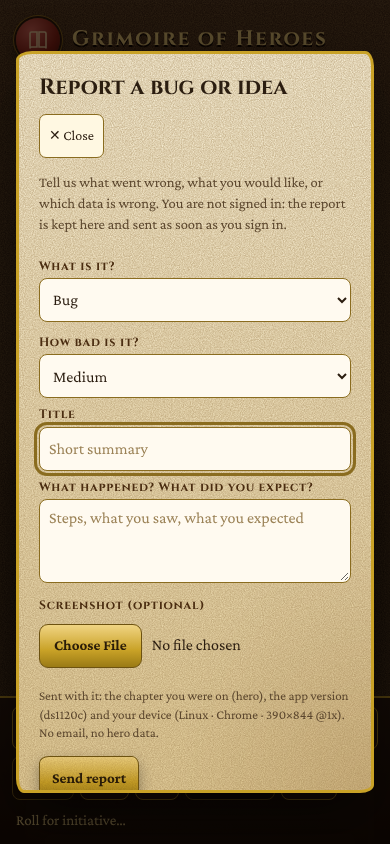 Grimoire of Heroes
Report a bug or idea
✕ Close
Tell us what went wrong, what you would like, or
which data is wrong. You are not signed in: the report
is kept here and sent as soon as you sign in.
What is it?
Bug
How bad is it?
Medium
Title
Short summary
What happened? What did you expect?
Steps, what you saw, what you expected
Screenshot (optional)
Choose File No file chosen
Sent with it: the chapter you were on (hero), the app version
(ds1120c) and your device (Linux · Chrome · 390×844 @1x).
No email, no hero data.
Send report
Roll for initiative…